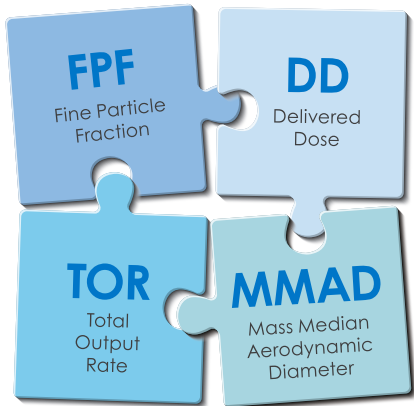 FPF
Fine Particle
Fraction
DD
Delivered
Dose
TOR
Total
Output
Rate
MMAD
Mass Median
Aerodynamic
Diameter